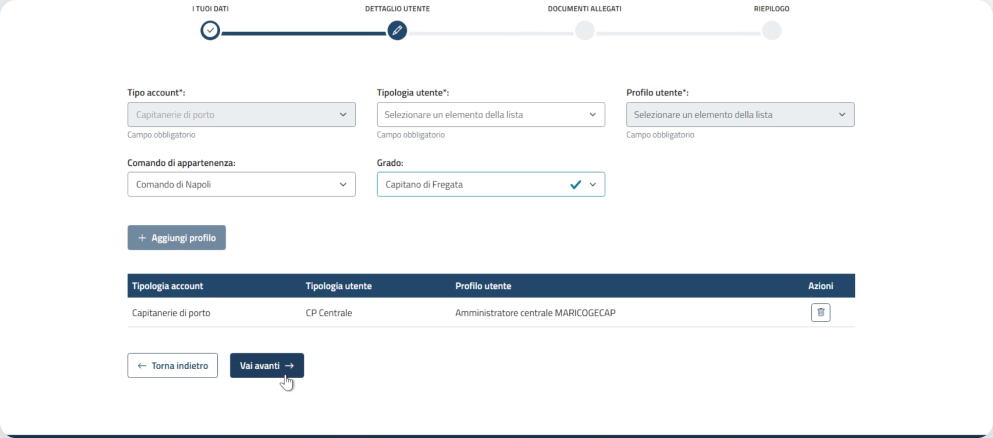 I TUOI DATI DETTAGLIO UTENTE DOCUMENTI ALLEGATI RIEPILOGO
Tipo account*: Tipologia utente*: Profilo utente*:
Capitanerie di porto Selezionare un elemento della lista Selezionare un elemento della lista
Campo obbligatorio Campo obbligatorio Campo obbligatorio
Comando di appartenenza: Grado:
Comando di Napoli Capitano di Fregata
+ Aggiungi profilo
Tipologia account Tipologia utente Profilo utente Azioni
Capitanerie di porto CP Centrale Amministratore centrale MARICOGECAP
← Torna indietro Vai avanti →